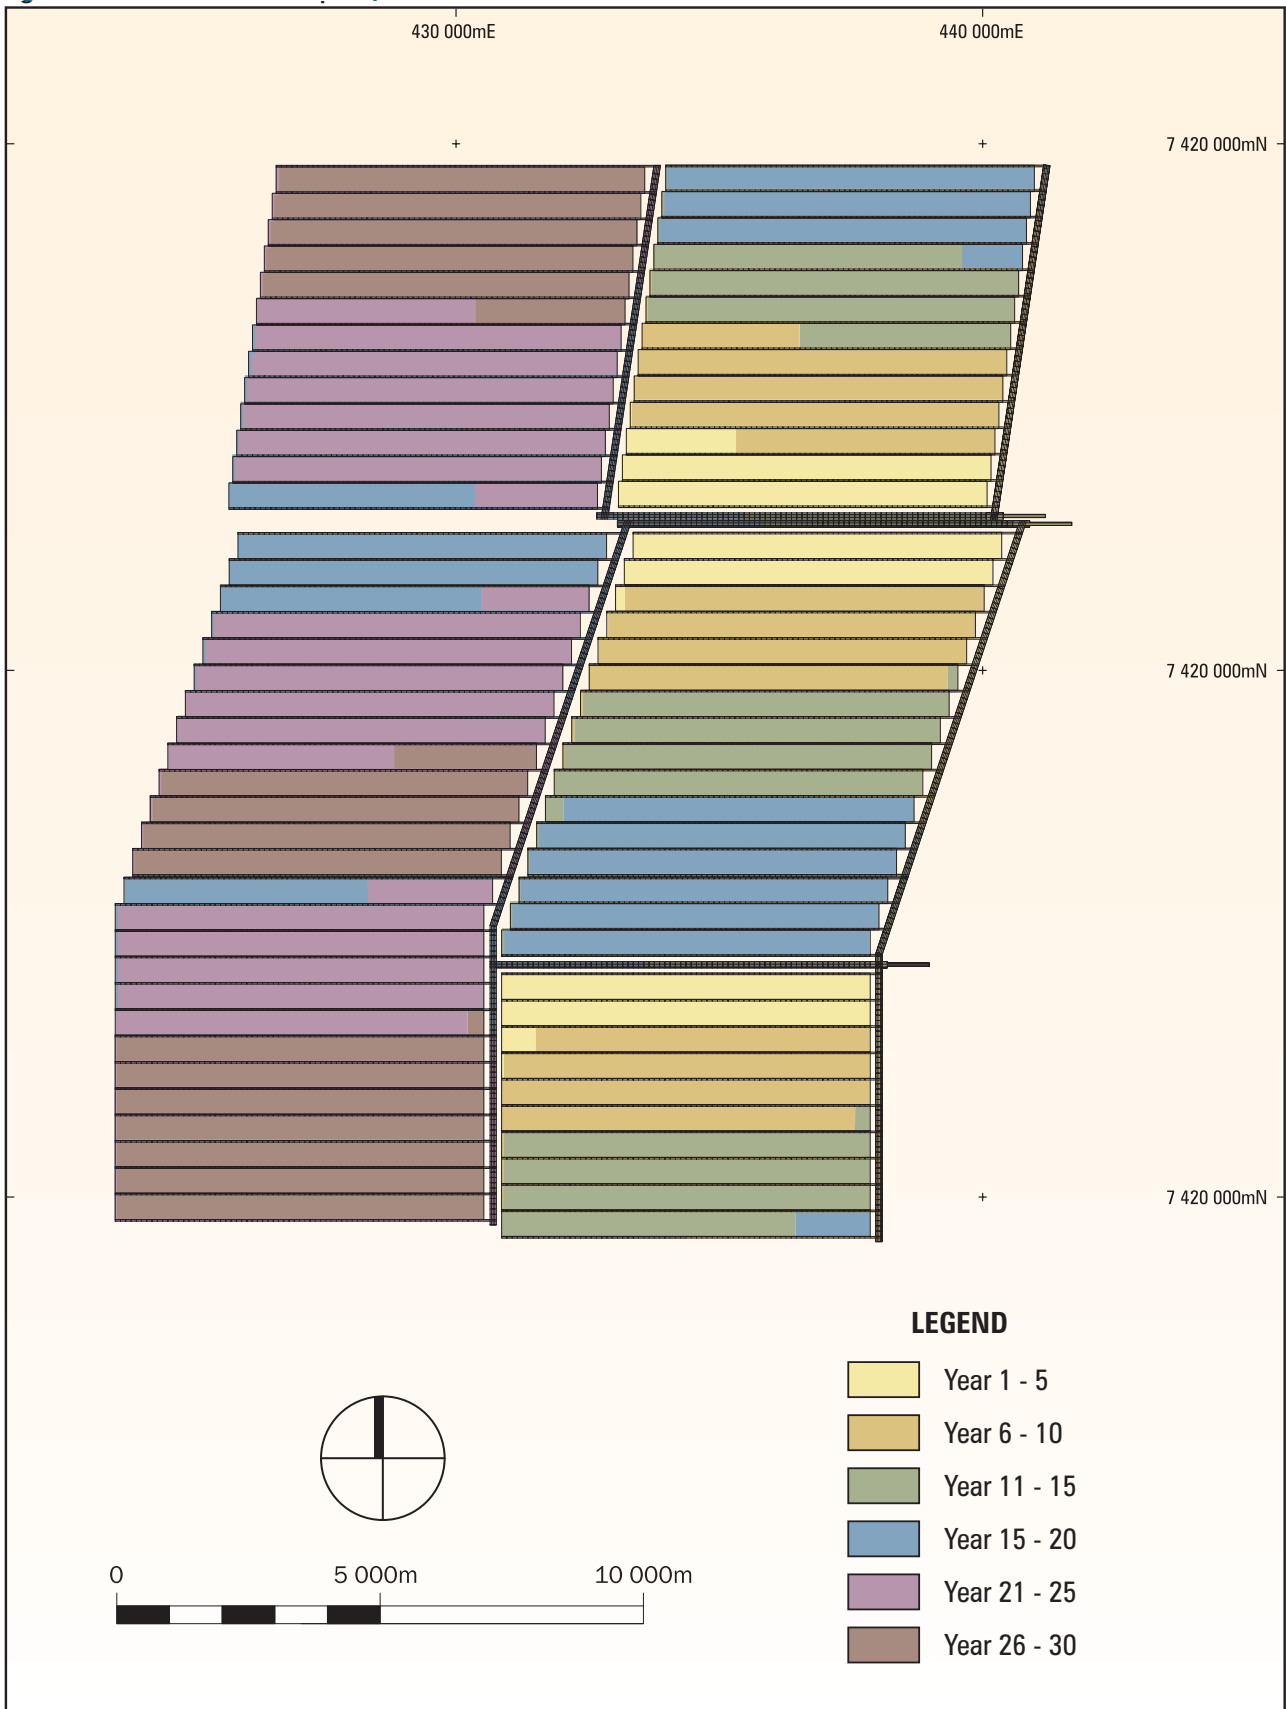 430 000mE 440 000mE
7 420 000mN
7 420 000mN
7 420 000mN
LEGEND
Year 1 - 5
Year 6 - 10
Year 11 - 15
Year 15 - 20
Year 21 - 25
Year 26 - 30
0 5 000m 10 000m